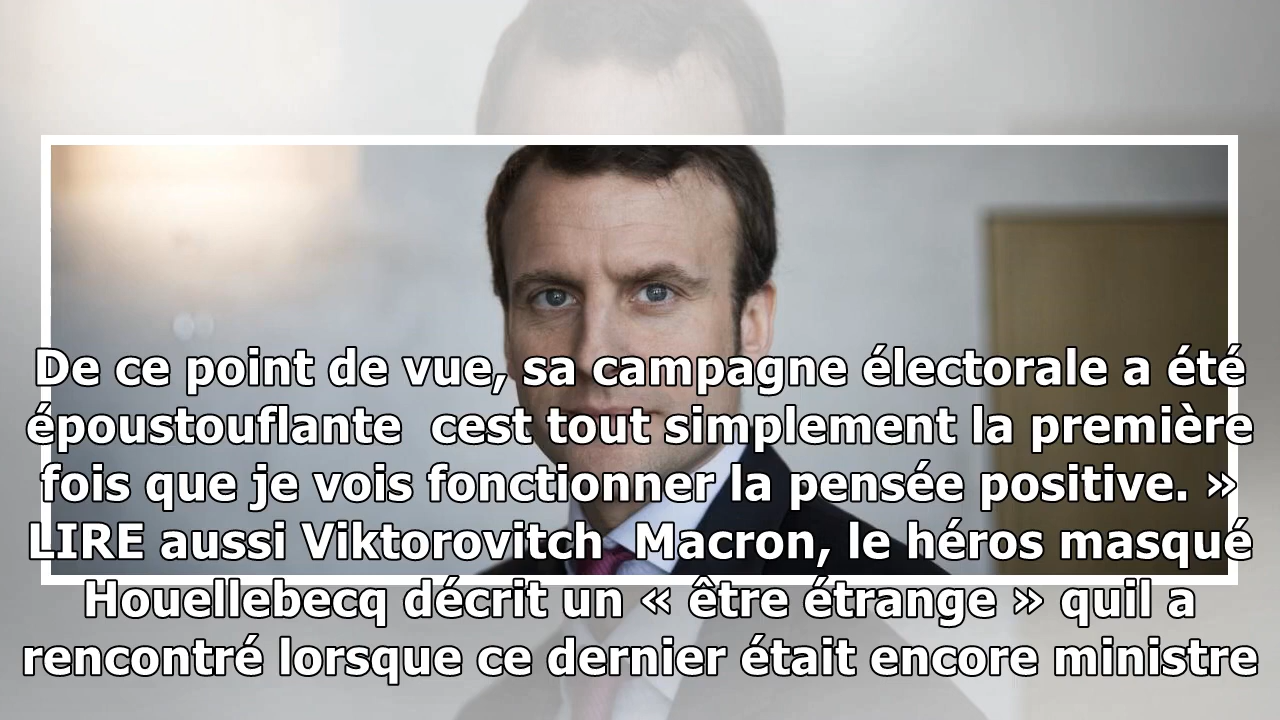 De ce point de vue, sa campagne électorale a été
époustouflante  cest tout simplement la première
fois que je vois fonctionner la pensée positive. »
LIRE aussi Viktorovitch  Macron, le héros masqué
Houellebecq décrit un « être étrange » quil a
rencontré lorsque ce dernier était encore ministre